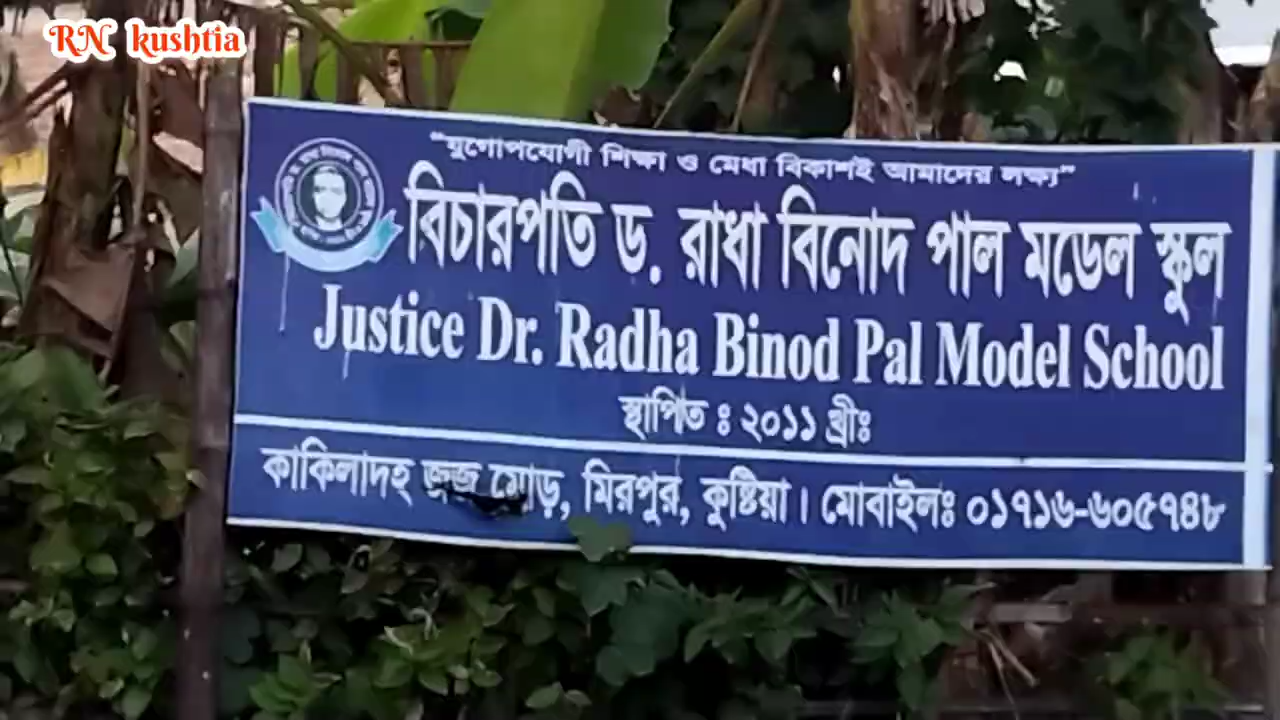 RN kushtia
“যুগোপযোগী শিক্ষা ও মেধা বিকাশই আমাদের লক্ষ্য”
বিচারপতি ড. রাধা বিনোদ পাল মডেল স্কুল
Justice Dr. Radha Binod Pal Model School
স্থাপিত : ২০১১ খ্রীঃ
কাকিলাদহ জজ মোড়, মিরপুর, কুষ্টিয়া। মোবাইলঃ ০১৭১৬-৬০৫৭৪৮